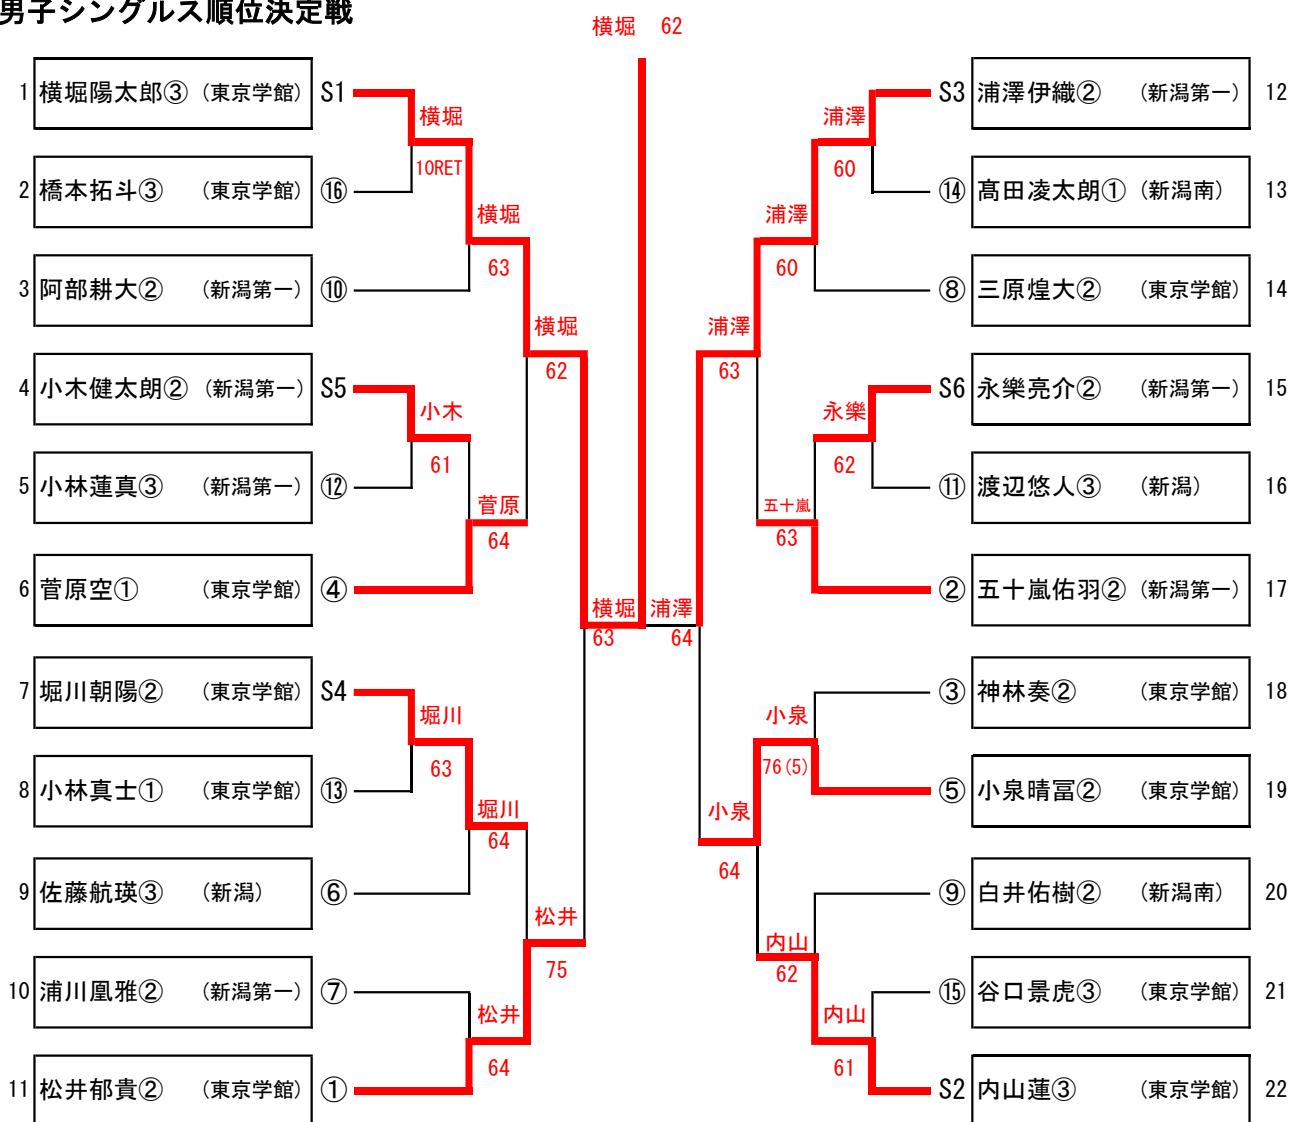 男子シングルス順位決定戦
横堀 62
1 横堀陽太郎③ (東京学館) S1
横堀
10RET
2 橋本拓斗③ (東京学館) ⑯
横堀
63
3 阿部耕大② (新潟第一) ⑩
横堀
62
4 小木健太朗② (新潟第一) S5
小木
61
5 小林蓮真③ (新潟第一) ⑫
菅原
64
6 菅原空① (東京学館) ④
横堀
63
7 堀川朝陽② (東京学館) S4
堀川
63
8 小林真士① (東京学館) ⑬
堀川
64
9 佐藤航瑛③ (新潟) ⑥
松井
75
10 浦川凰雅② (新潟第一) ⑦
松井
64
11 松井郁貴② (東京学館) ①
S3 浦澤伊織② (新潟第一) 12
浦澤
60
⑭ 髙田凌太朗① (新潟南) 13
浦澤
60
⑧ 三原煌大② (東京学館) 14
浦澤
63
S6 永樂亮介② (新潟第一) 15
永樂
62
⑪ 渡辺悠人③ (新潟) 16
五十嵐
63
② 五十嵐佑羽② (新潟第一) 17
浦澤
64
③ 神林奏② (東京学館) 18
小泉
76(5)
⑤ 小泉晴冨② (東京学館) 19
小泉
64
⑨ 白井佑樹② (新潟南) 20
内山
62
⑮ 谷口景虎③ (東京学館) 21
内山
61
S2 内山蓮③ (東京学館) 22